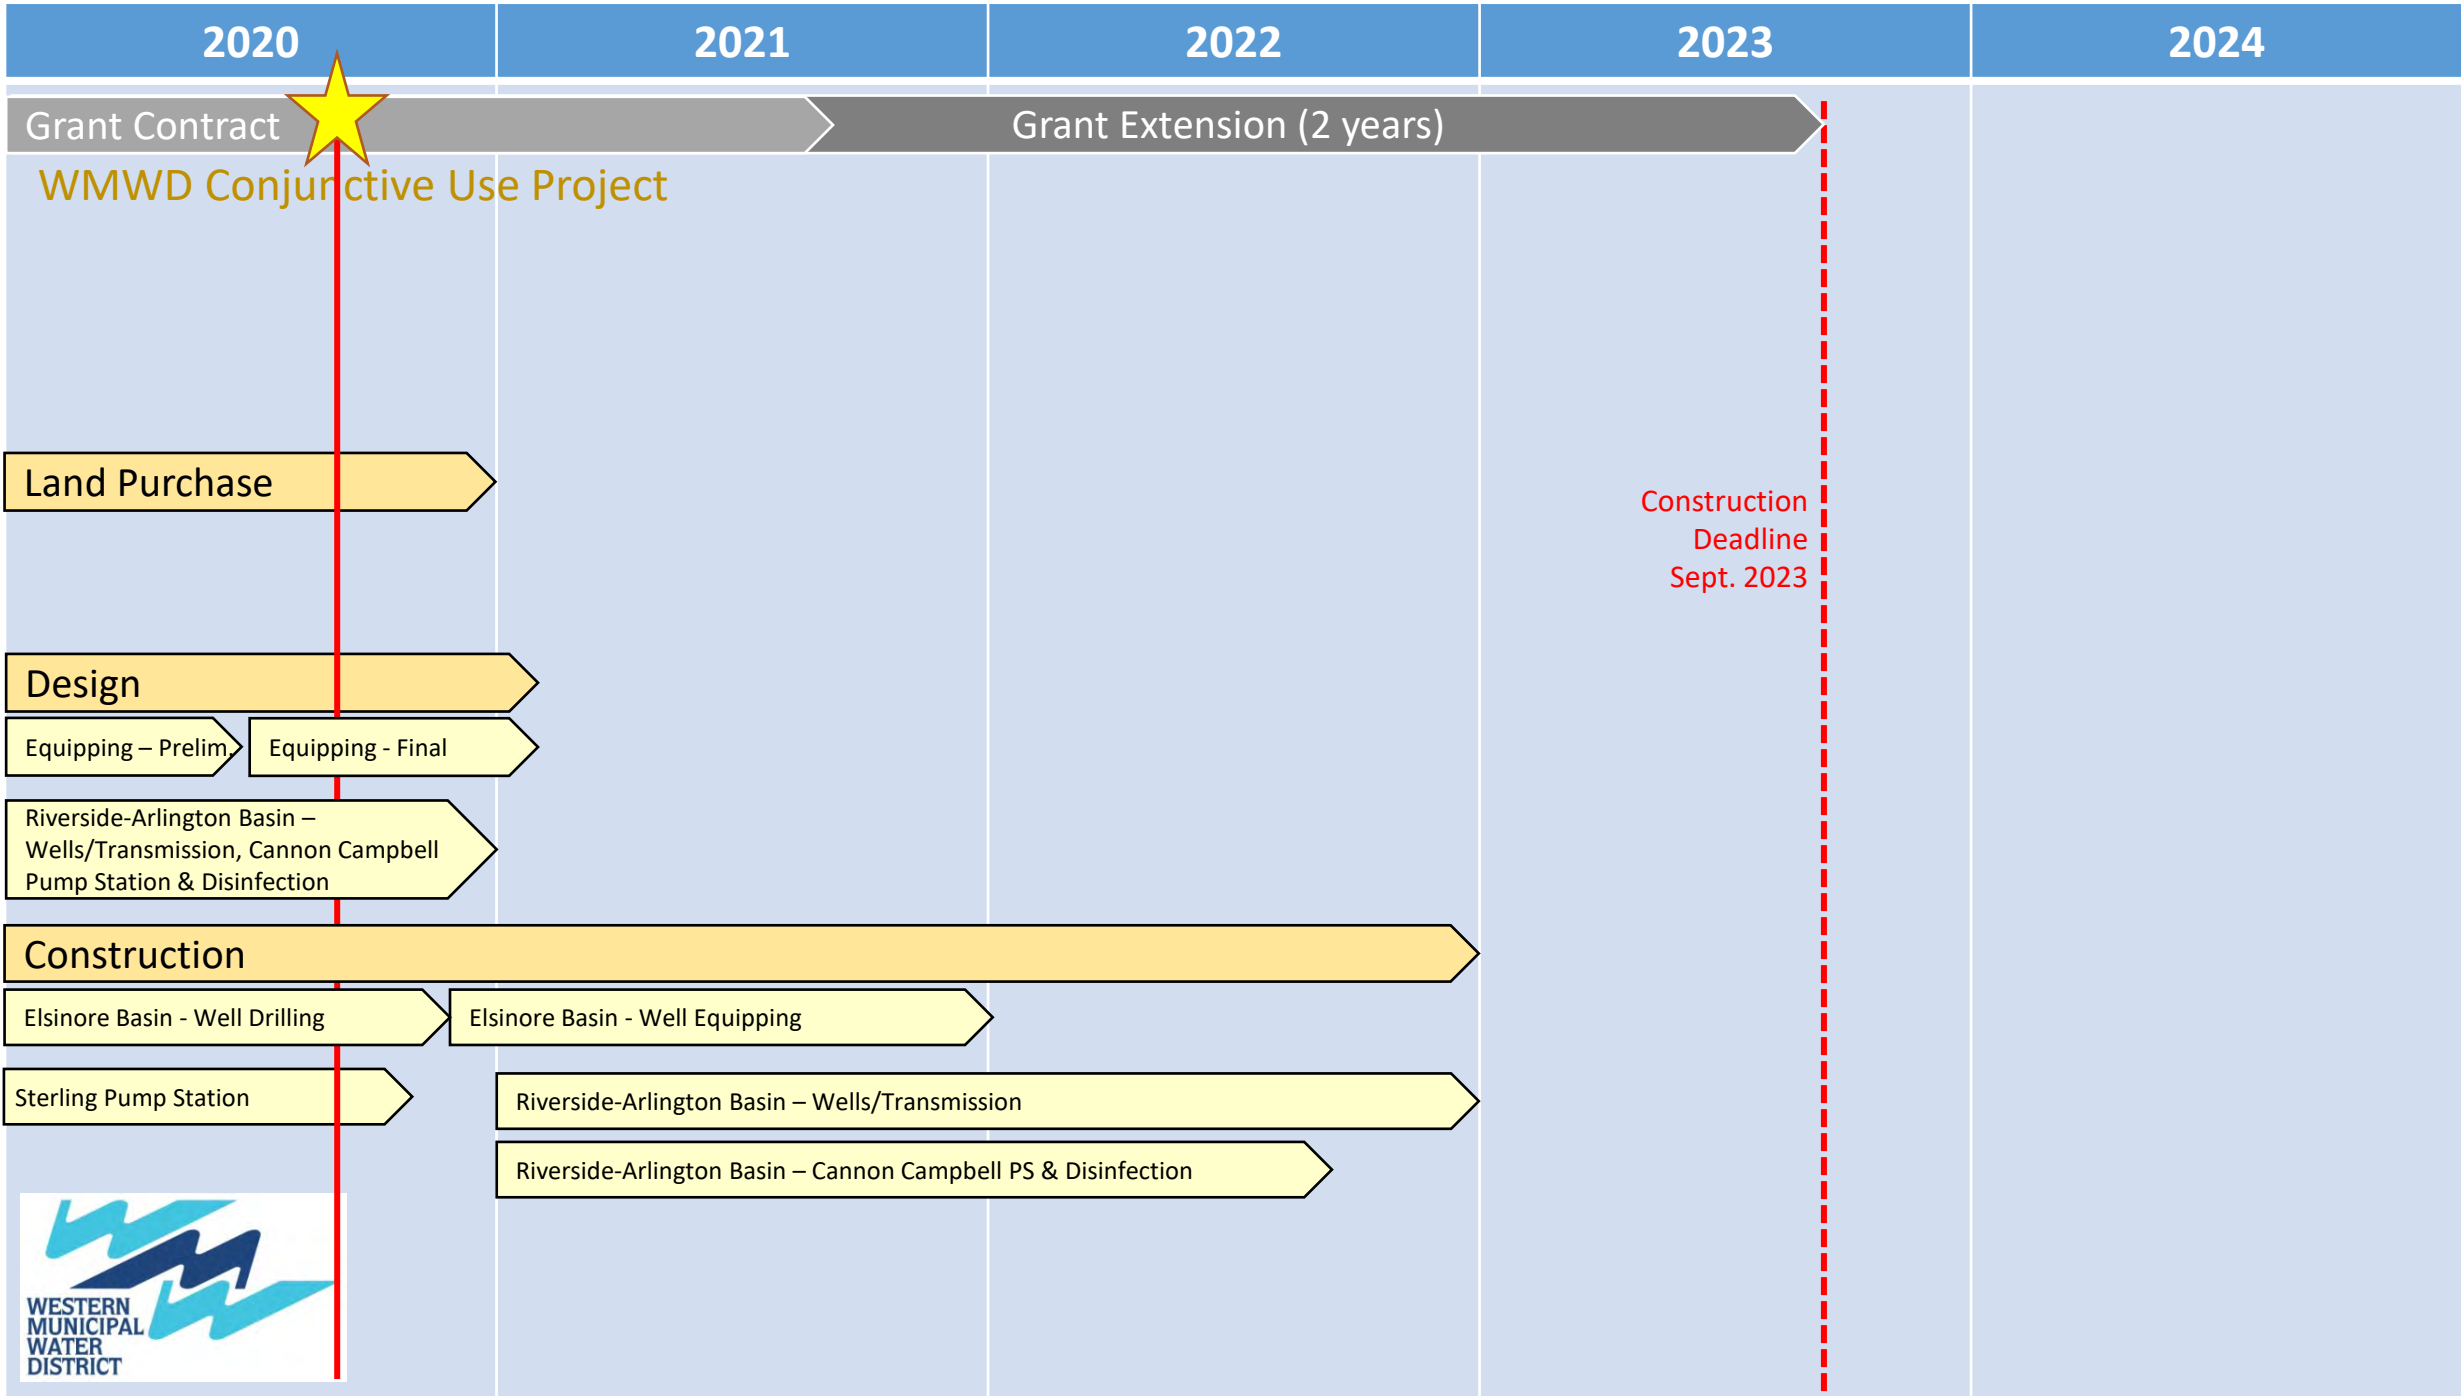 2020
2021
2022
2023
2024
Grant Contract
Grant Extension (2 years)
WMWD Conjunctive Use Project
Land Purchase
Construction
Deadline
Sept. 2023
Design
Equipping – Prelim.
Equipping - Final
Riverside-Arlington Basin –
Wells/Transmission, Cannon Campbell
Pump Station & Disinfection
Construction
Elsinore Basin - Well Drilling
Elsinore Basin - Well Equipping
Sterling Pump Station
Riverside-Arlington Basin – Wells/Transmission
Riverside-Arlington Basin – Cannon Campbell PS & Disinfection
WESTERN
MUNICIPAL
WATER
DISTRICT